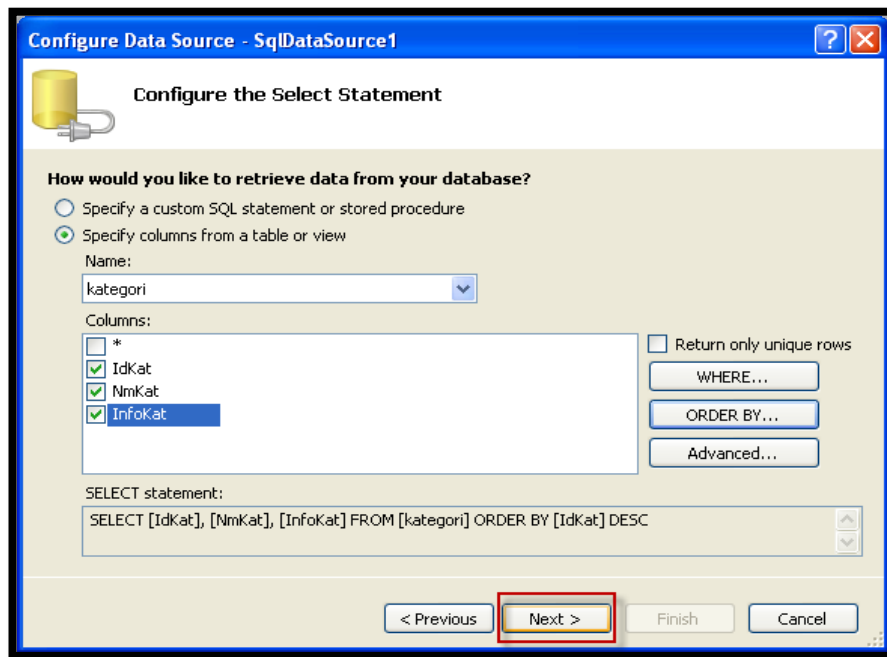 Configure Data Source - SqlDataSource1
?
Configure the Select Statement
How would you like to retrieve data from your database?
Specify a custom SQL statement or stored procedure
Specify columns from a table or view
Name:
kategori
Columns:
*
Return only unique rows
IdKat
WHERE...
NmKat
InfoKat
ORDER BY...
Advanced...
SELECT statement:
SELECT [IdKat], [NmKat], [InfoKat] FROM [kategori] ORDER BY [IdKat] DESC
< Previous
Next >
Finish
Cancel